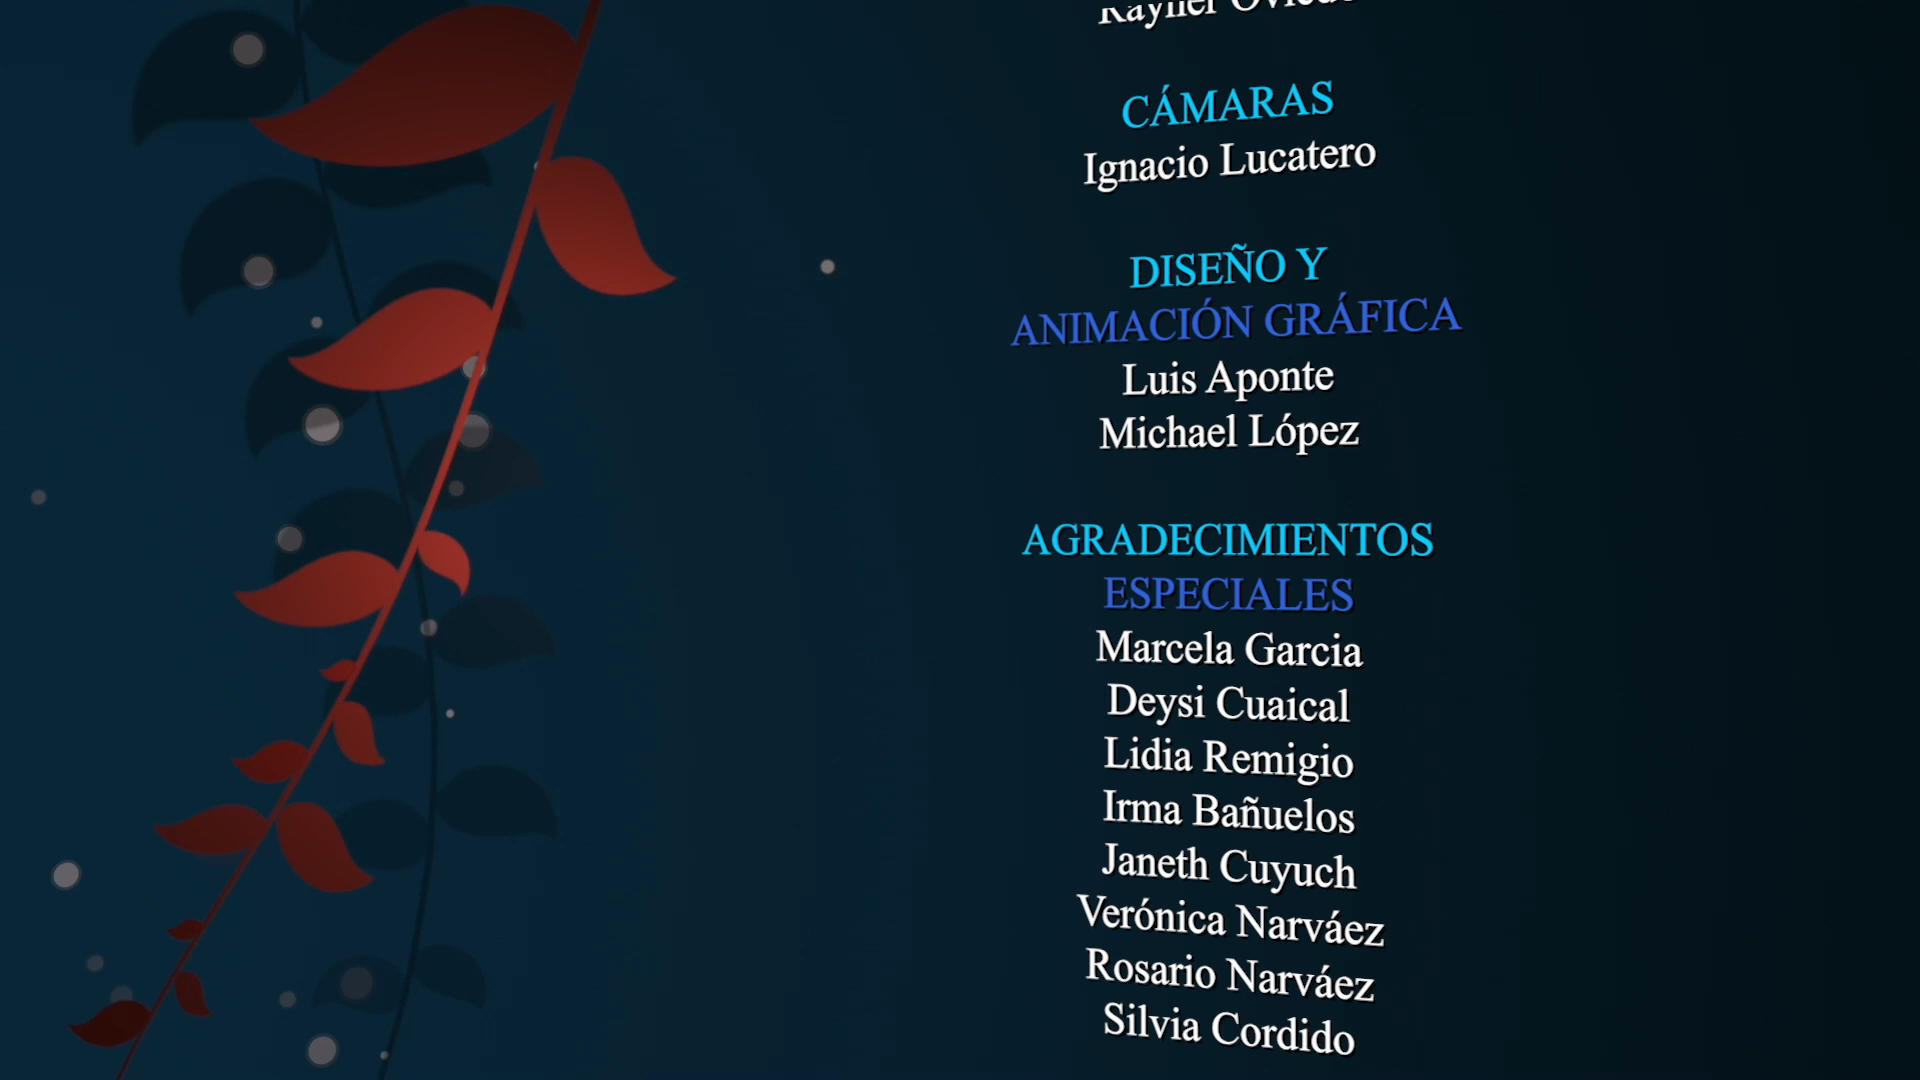 CÁMARAS
Ignacio Lucatero
DISEÑO Y
ANIMACIÓN GRÁFICA
Luis Aponte
Michael López
AGRADECIMIENTOS
ESPECIALES
Marcela Garcia
Deysi Cuaical
Lidia Remigio
Irma Bañuelos
Janeth Cuyuch
Verónica Narváez
Rosario Narváez
Silvia Cordido